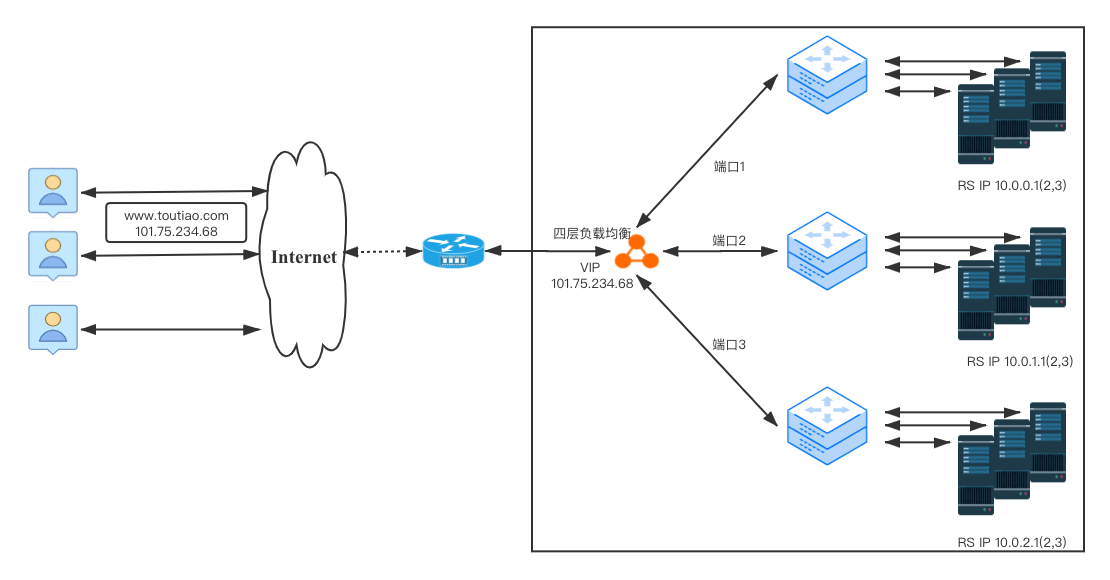 www.toutiao.com
101.75.234.68
Internet
四层负载均衡
VIP
101.75.234.68
端口1
端口2
端口3
RS IP 10.0.0.1(2,3)
RS IP 10.0.1.1(2,3)
RS IP 10.0.2.1(2,3)